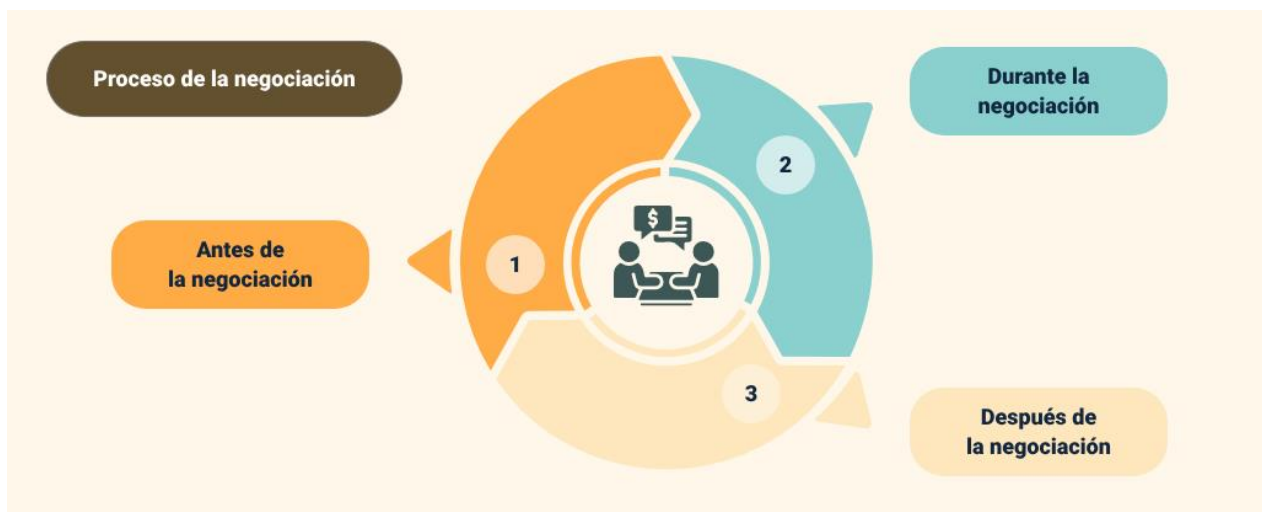 Proceso de la negociación
Antes de
la negociación
1
Durante la
negociación
2
$
3
Después de
la negociación